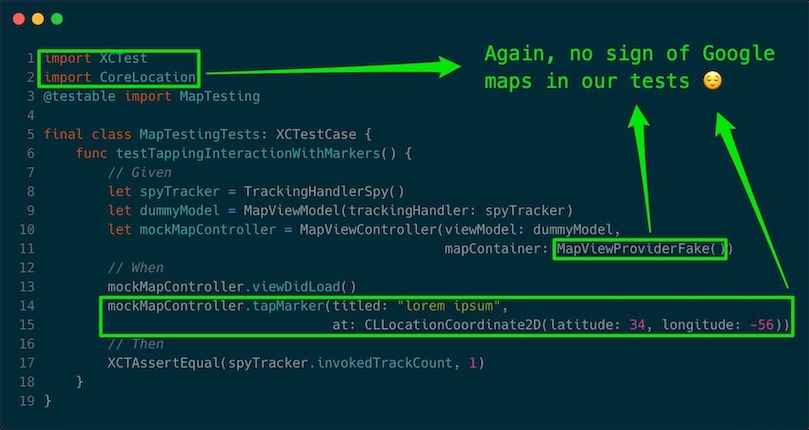 Again, no sign of Google
maps in our tests 😌
1 import XCTest
2 import CoreLocation
3 @testable import MapTesting
4
5 final class MapTestingTests: XCTestCase {
6     func testTappingInteractionWithMarkers() {
7         // Given
8         let spyTracker = TrackingHandlerSpy()
9         let dummyModel = MapViewModel(trackingHandler: spyTracker)
10         let mockMapController = MapViewController(viewModel: dummyModel,
11                                                   mapContainer: MapViewProviderFake())
12         // When
13         mockMapController.viewDidLoad()
14         mockMapController.tapMarker(titled: "lorem ipsum",
15                                     at: CLLocationCoordinate2D(latitude: 34, longitude: -56))
16         // Then
17         XCTAssertEqual(spyTracker.invokedTrackCount, 1)
18     }
19 }